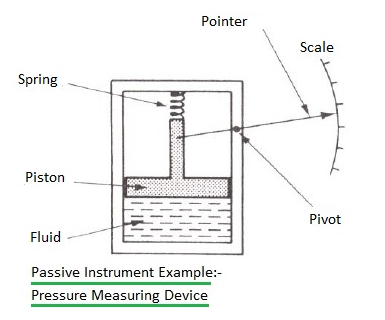 Pointer
Scale
Spring
Piston
Pivot
Fluid
Passive Instrument Example:-
Pressure Measuring Device